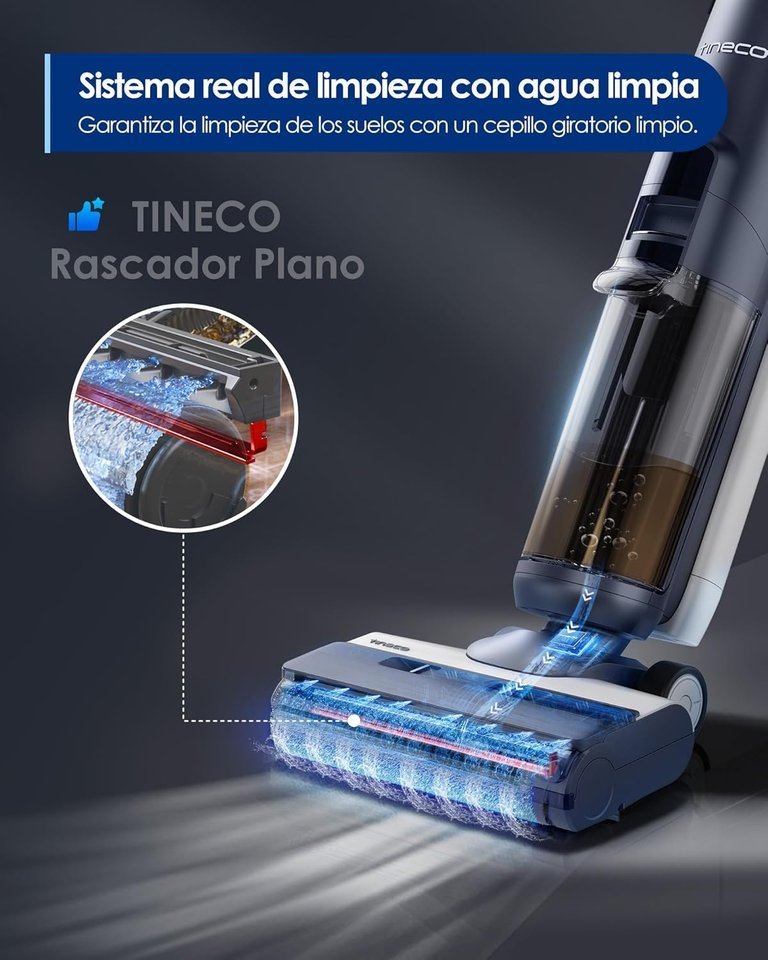 TINECO
Sistema real de limpieza con agua limpia
Garantiza la limpieza de los suelos con un cepillo giratorio limpio.
TINECO
Rascador Plano
TINECO